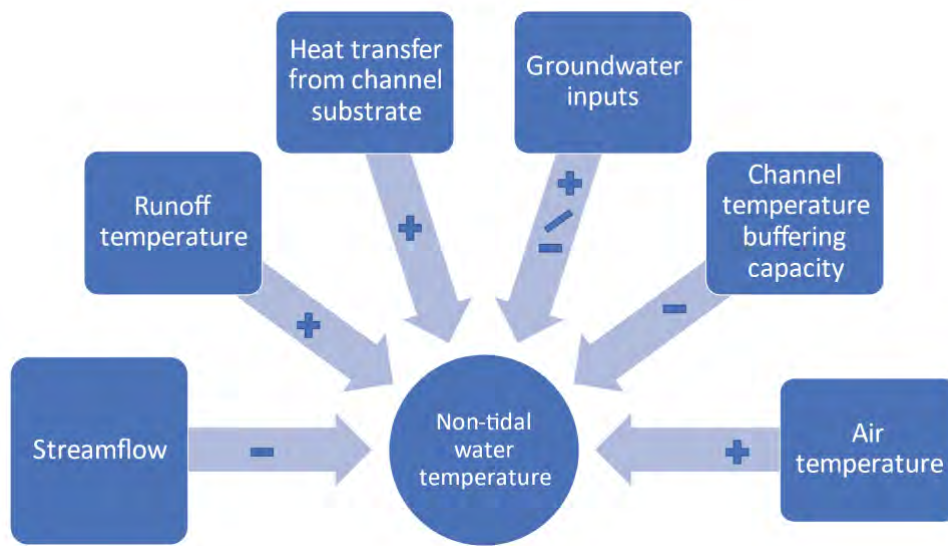 Heat transfer
from channel
substrate
+
Groundwater
inputs
+
/
−
Runoff
temperature
+
Channel
temperature
buffering
capacity
−
Streamflow
−
Non-tidal
water
temperature
+
Air
temperature